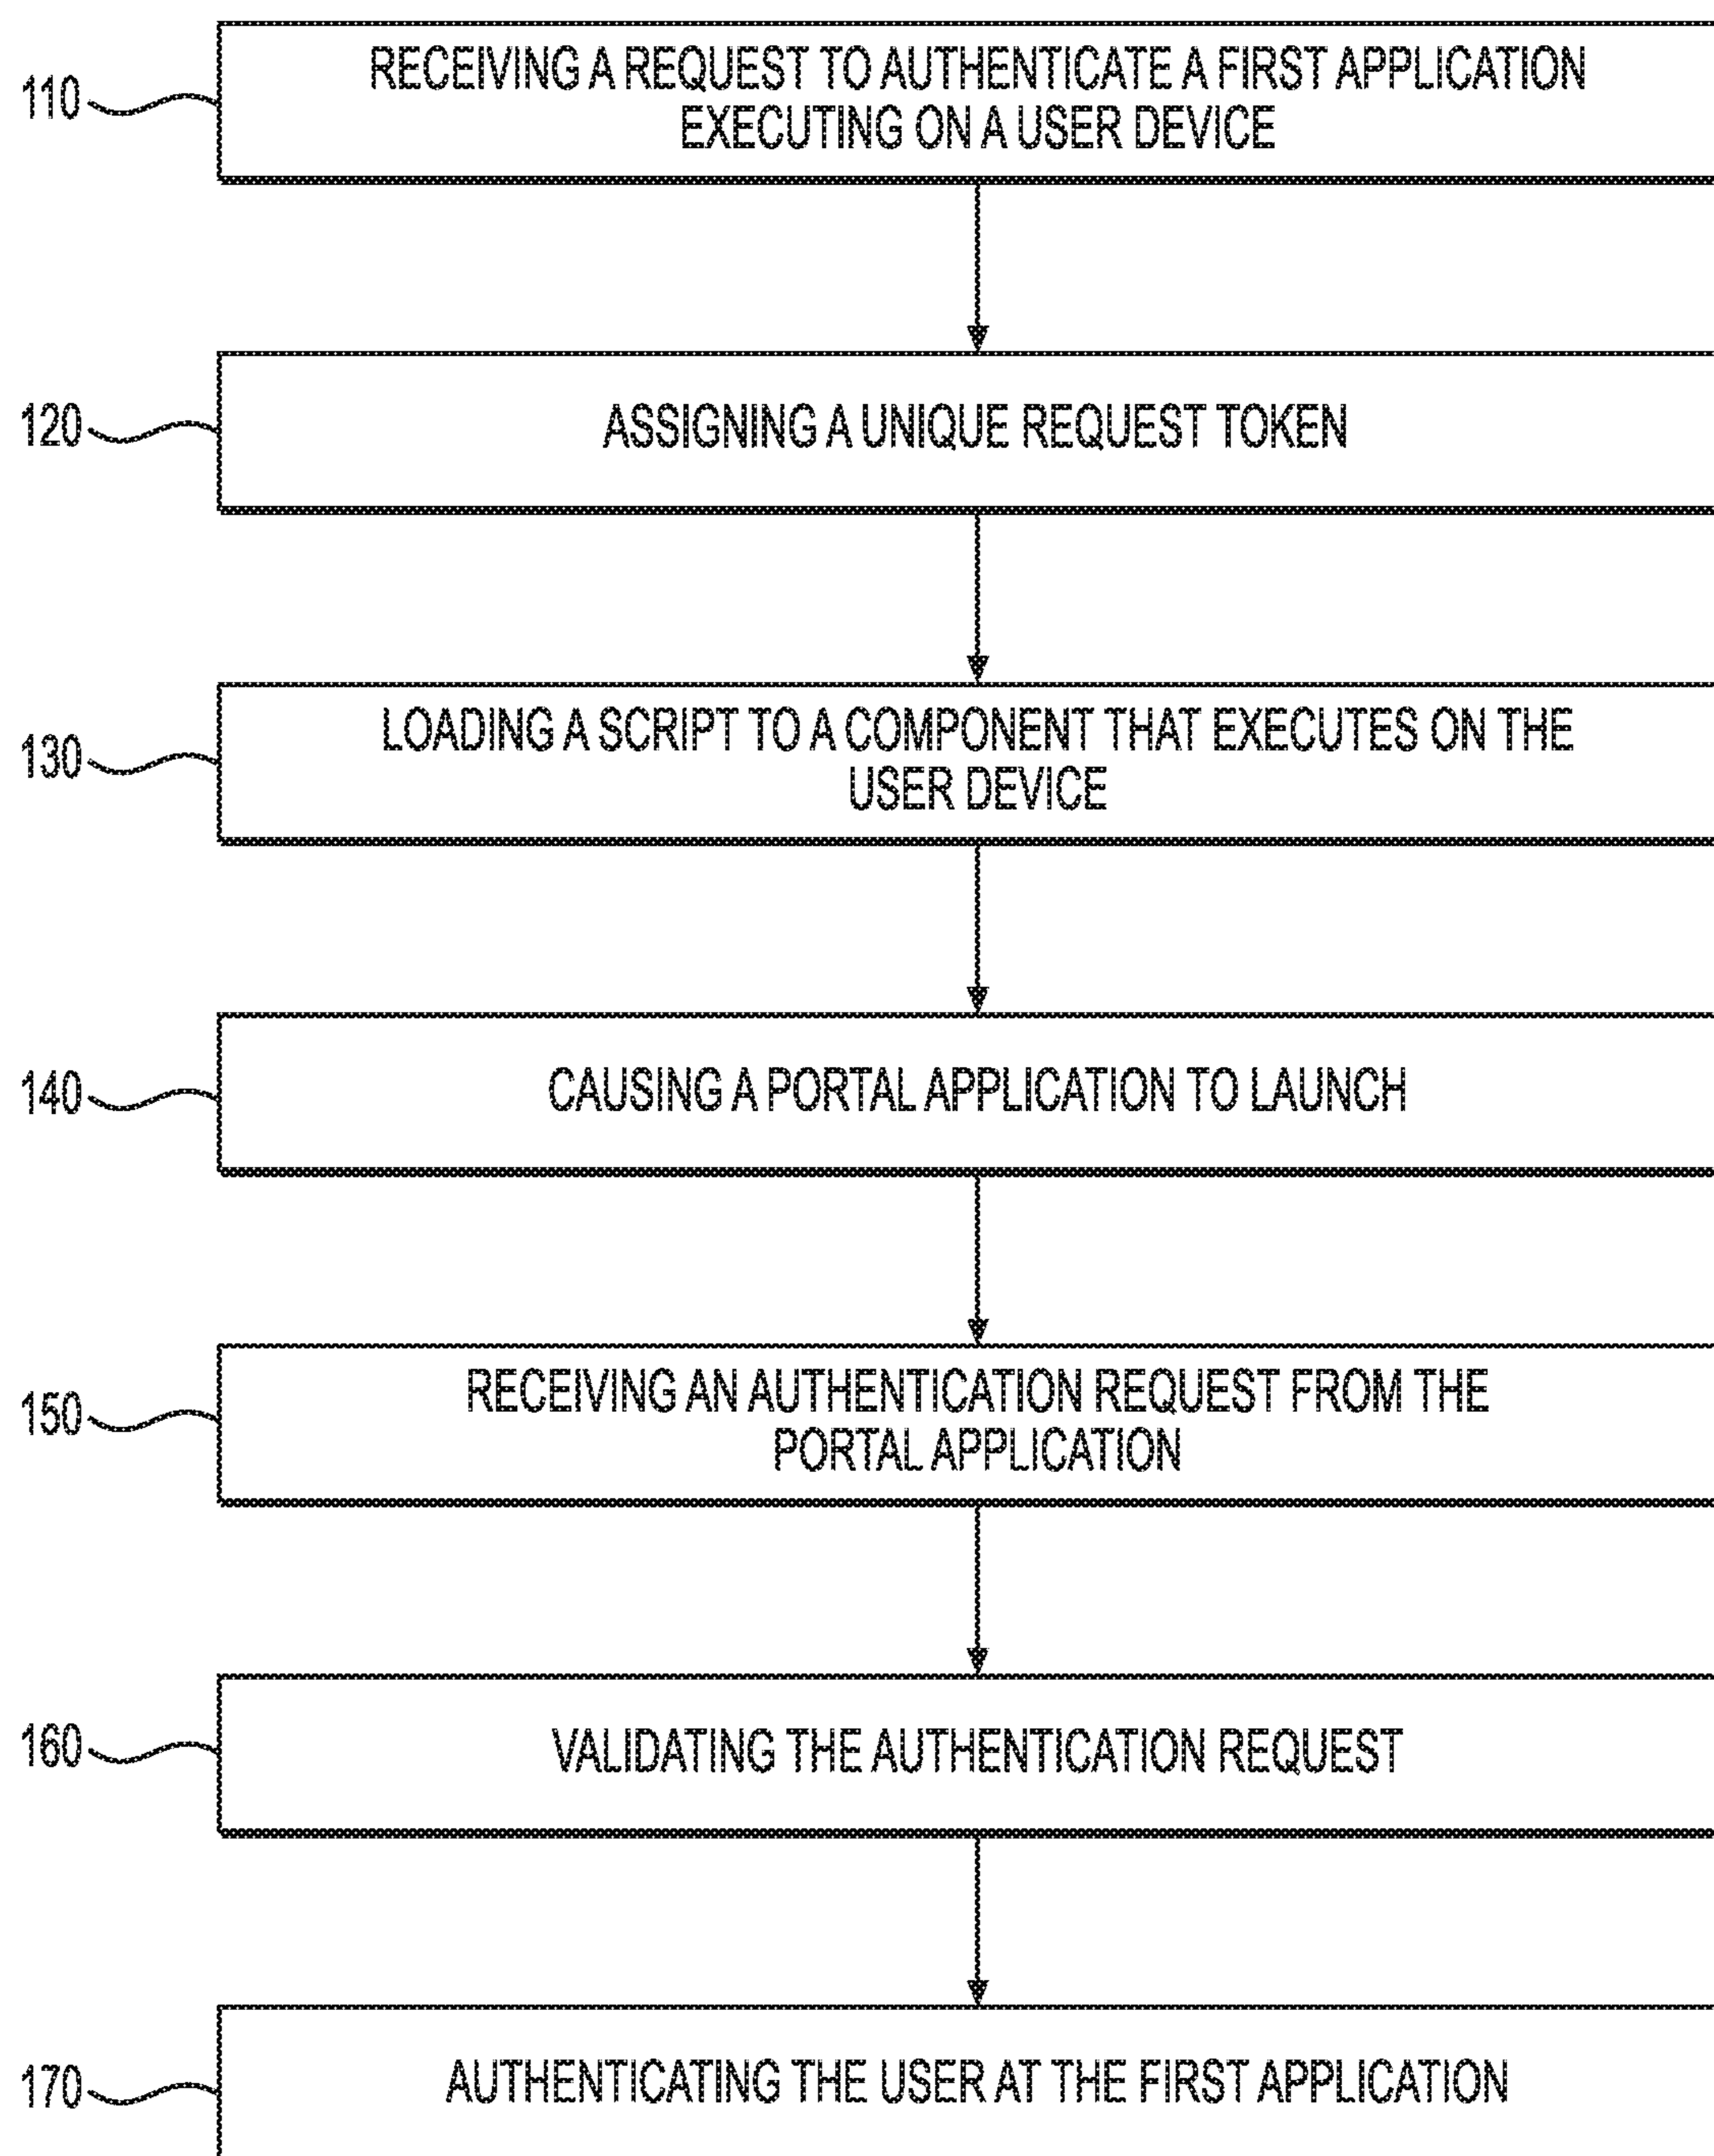 110
RECEIVING A REQUEST TO AUTHENTICATE A FIRST APPLICATION
EXECUTING ON A USER DEVICE
120
ASSIGNING A UNIQUE REQUEST TOKEN
130
LOADING A SCRIPT TO A COMPONENT THAT EXECUTES ON THE
USER DEVICE
140
CAUSING A PORTAL APPLICATION TO LAUNCH
150
RECEIVING AN AUTHENTICATION REQUEST FROM THE
PORTAL APPLICATION
160
VALIDATING THE AUTHENTICATION REQUEST
170
AUTHENTICATING THE USER AT THE FIRST APPLICATION